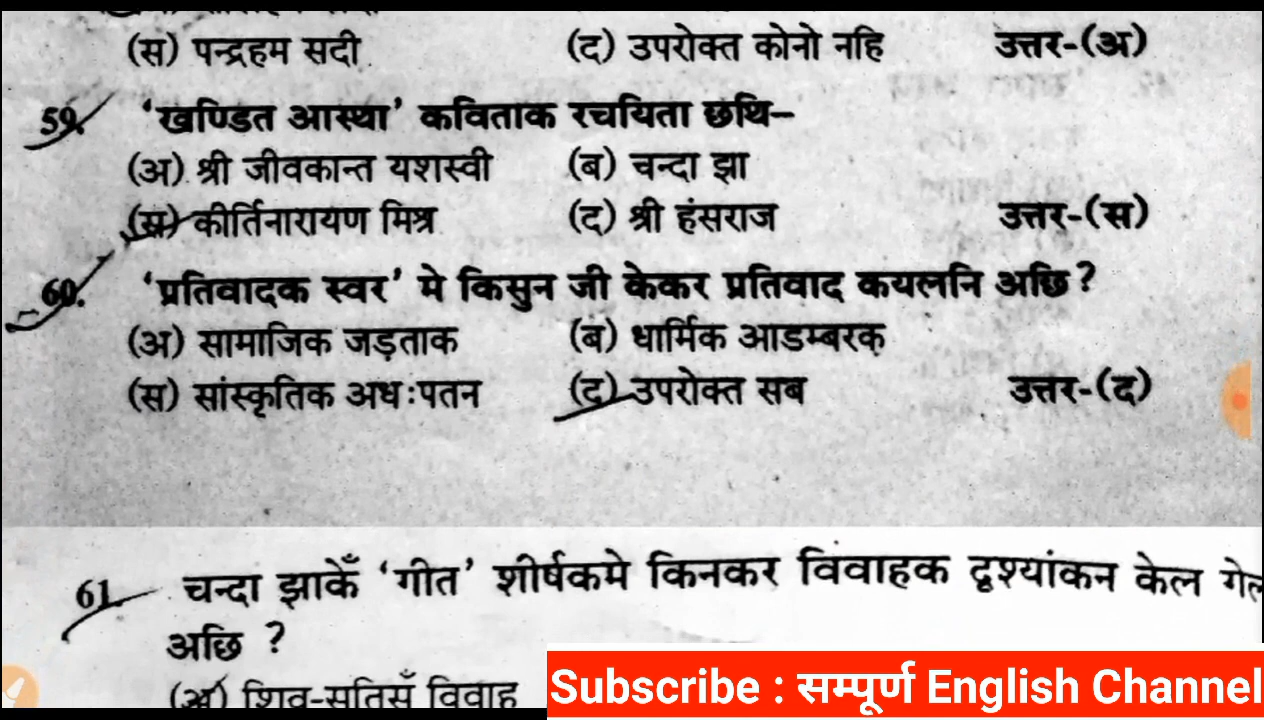 (स) पन्द्रहम सदी (द) उपरोक्त कोनो नहि उत्तर-(अ)
59. ‘खण्डित आस्था’ कविताक रचयिता छथि–
(अ) श्री जीवकान्त यशस्वी (ब) चन्दा झा
(स) कीर्तिनारायण मिश्र (द) श्री हंसराज उत्तर-(स)
60. ‘प्रतिवादक स्वर’ मे किसुन जी केकर प्रतिवाद कयलनि अछि ?
(अ) सामाजिक जड़ताक (ब) धार्मिक आडम्बरक
(स) सांस्कृतिक अधःपतन (द) उपरोक्त सब उत्तर-(द)
61. चन्दा झाकेँ ‘गीत’ शीर्षकमे किनकर विवाहक दृश्यांकन केल गेल
अछि ?
(अ) शिव-सतिसँ विवाह
Subscribe : सम्पूर्ण English Channel